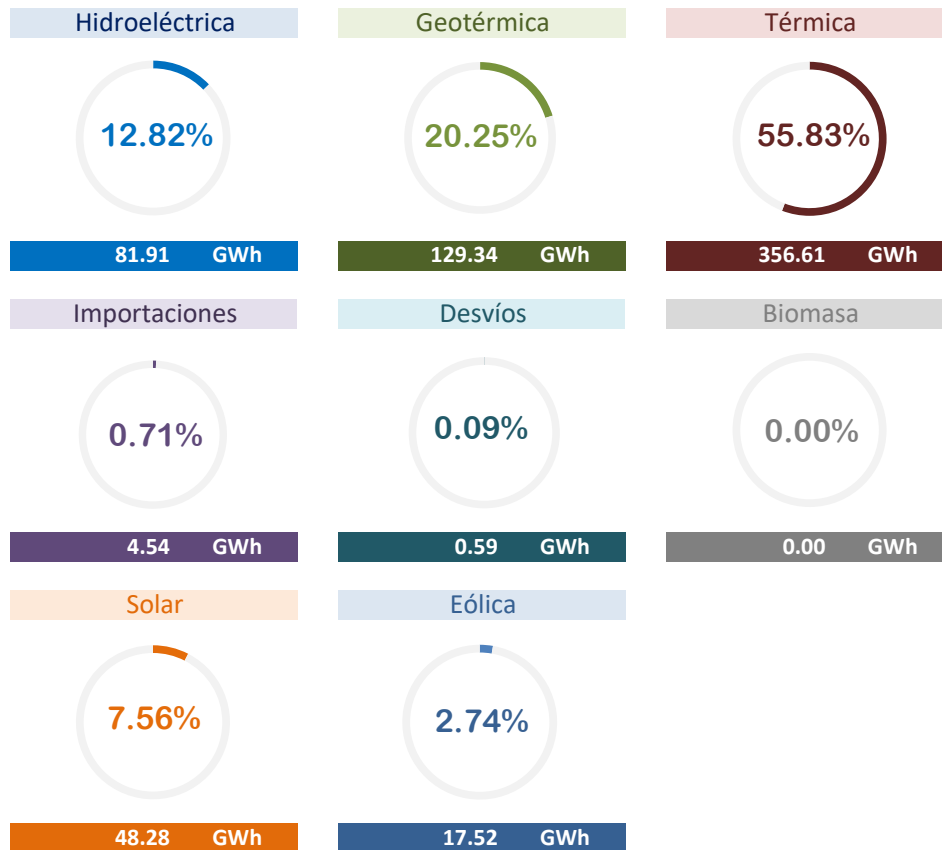 Hidroeléctrica
Geotérmica
Térmica
12.82%
20.25%
55.83%
81.91 GWh
129.34 GWh
356.61 GWh
Importaciones
Desvíos
Biomasa
0.71%
0.09%
0.00%
4.54 GWh
0.59 GWh
0.00 GWh
Solar
Eólica
7.56%
2.74%
48.28 GWh
17.52 GWh